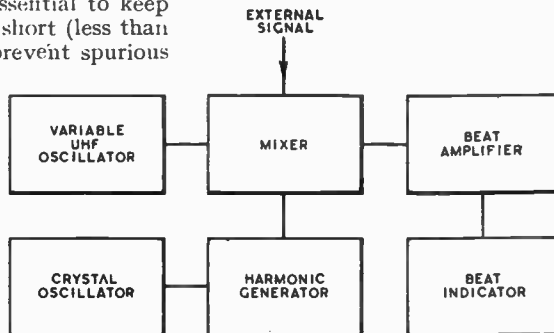 ssential to keep
short (less than
prevent spurious
EXTERNAL
SIGNAL
VARIABLE
UHF
OSCILLATOR
MIXER
BEAT
AMPLIFIER
CRYSTAL
OSCILLATOR
HARMONIC
GENERATOR
BEAT
INDICATOR